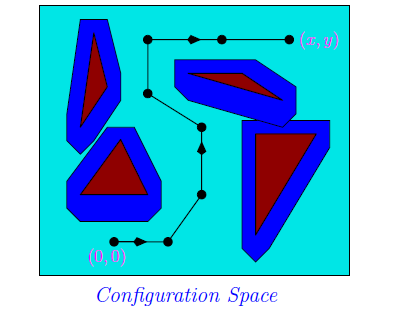 (x, y)
(0, 0)
Configuration Space